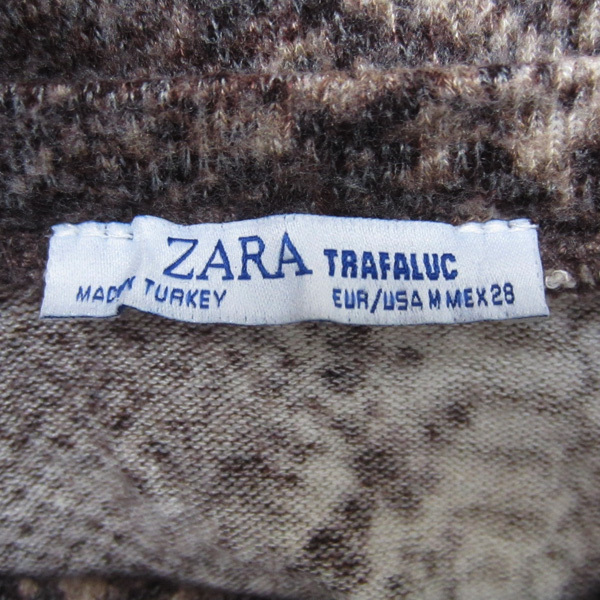 ZARA TRAFALUC
MADE IN TURKEY EUR/USA M MEX 28